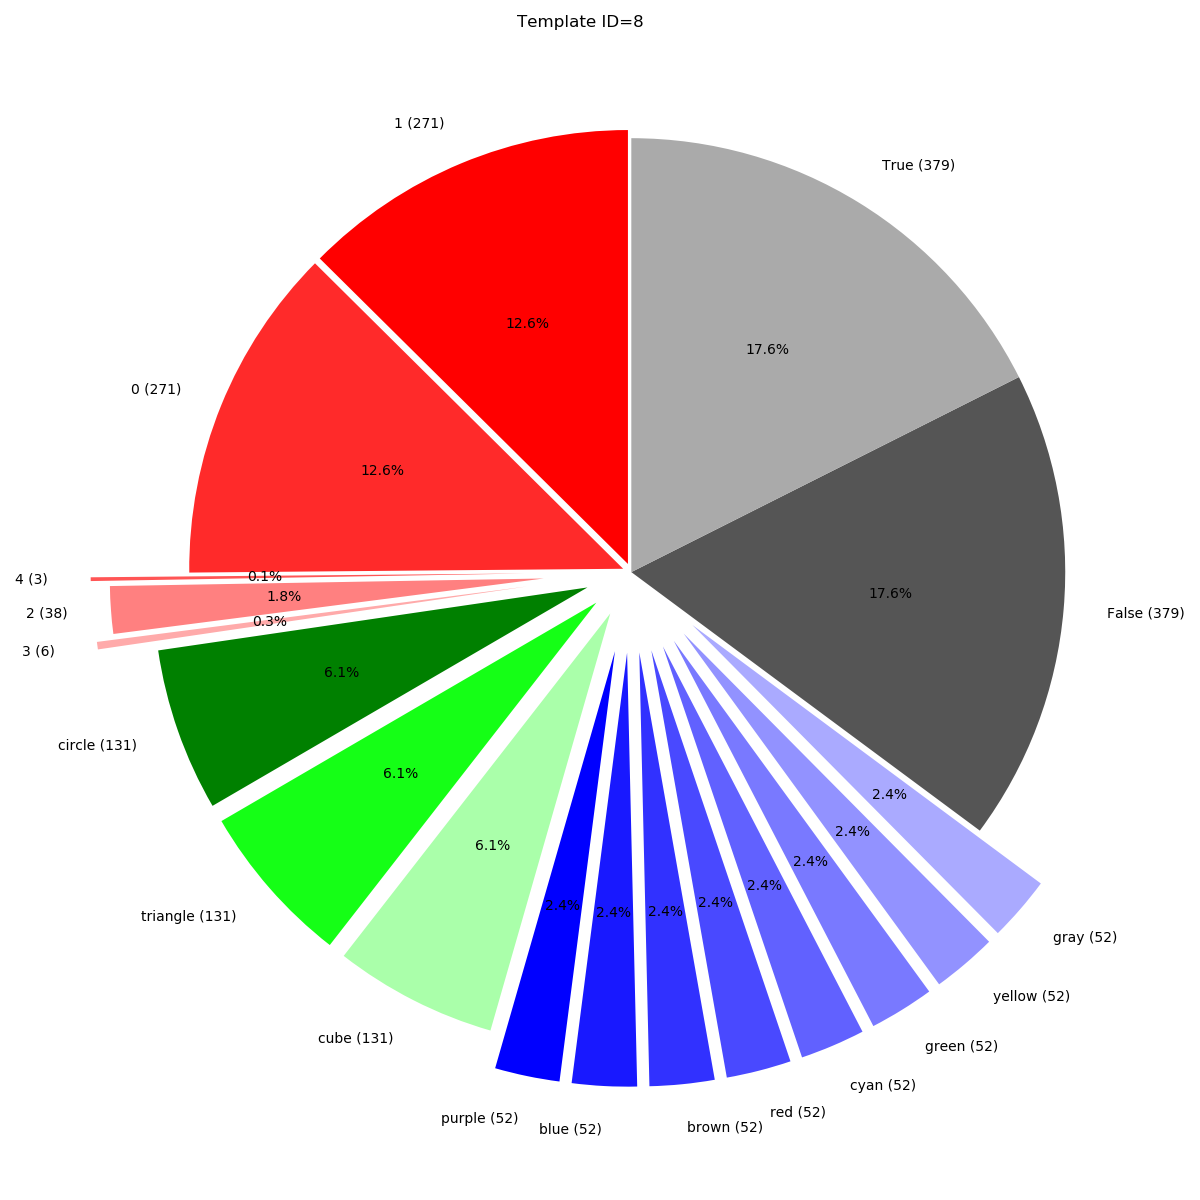 Template ID=8
1 (271)
True (379)
12.6%
17.6%
0 (271)
12.6%
4 (3)
0.1%
1.8%
17.6%
2 (38)
0.3%
False (379)
3 (6)
6.1%
circle (131)
6.1%
2.4%
2.4%
6.1%
2.4%
2.4%
2.4%
2.4%
2.4%
2.4%
triangle (131)
gray (52)
yellow (52)
cube (131)
green (52)
cyan (52)
purple (52)
red (52)
blue (52)
brown (52)